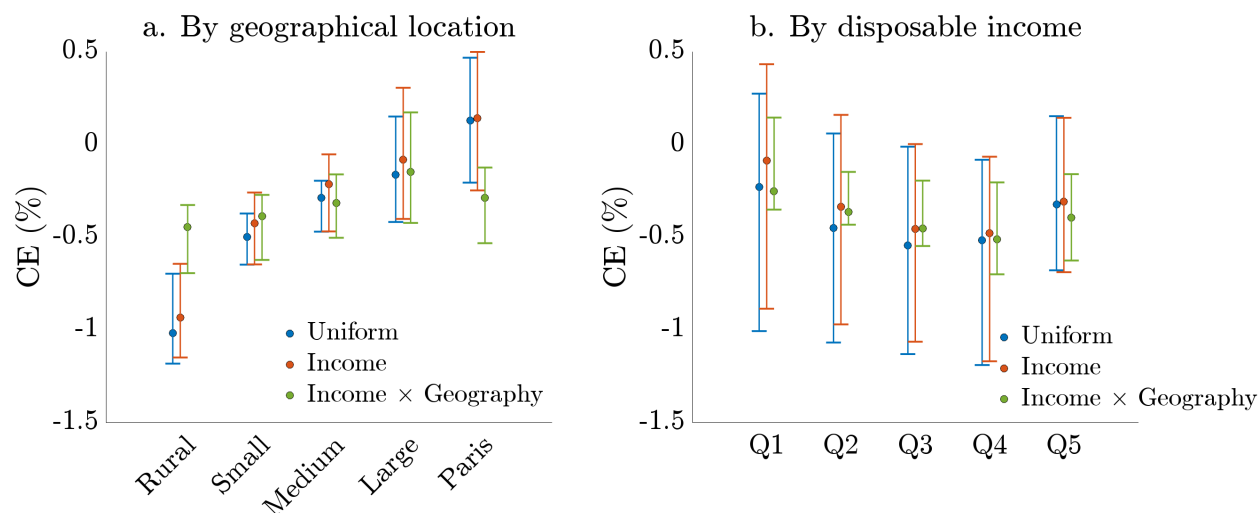 a. By geographical location
0.5
0
-0.5
-1
-1.5
CE (%)
Uniform
Income
Income × Geography
Rural
Small
Medium
Large
Paris
b. By disposable income
0.5
0
-0.5
-1
-1.5
CE (%)
Uniform
Income
Income × Geography
Q1
Q2
Q3
Q4
Q5